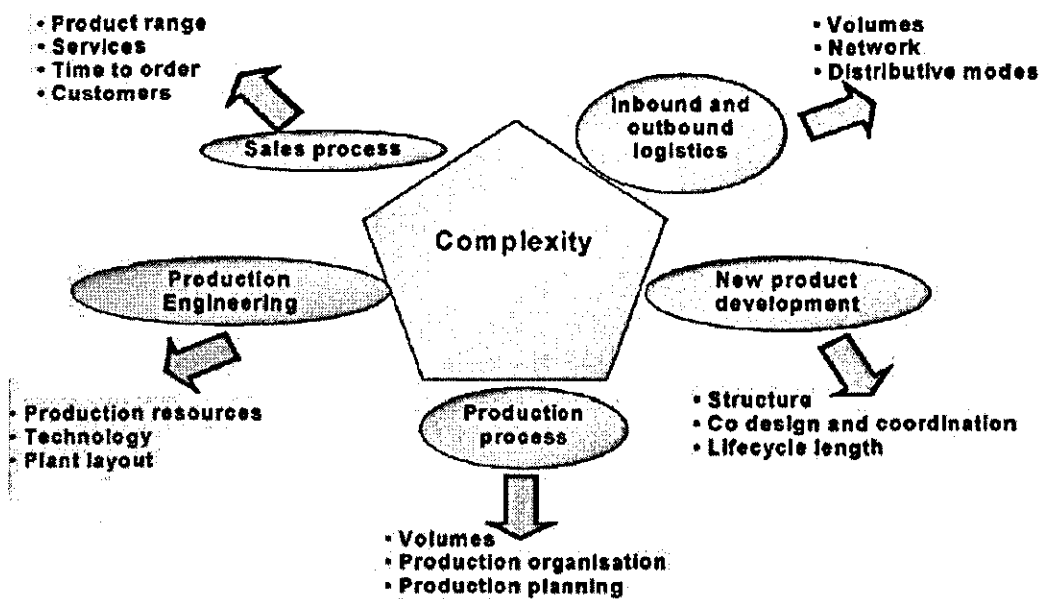 • Product range
• Services
• Time to order
• Customers
• Volumes
• Network
• Distributive modes
Sales process
Inbound and
outbound
logistics
Complexity
Production
Engineering
New product
development
• Production resources
• Technology
• Plant layout
Production
process
• Structure
• Co design and coordination
• Lifecycle length
• Volumes
• Production organisation
• Production planning